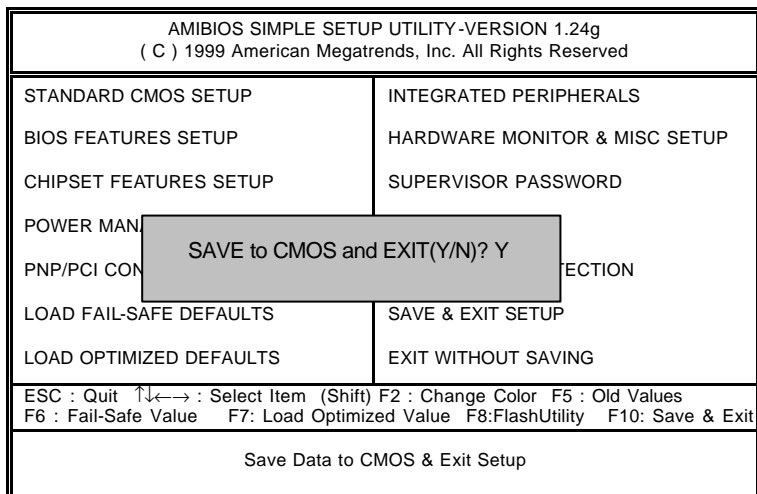 AMIBIOS SIMPLE SETUP UTILITY-VERSION 1.24g
( C ) 1999 American Megatrends, Inc. All Rights Reserved
STANDARD CMOS SETUP
BIOS FEATURES SETUP
CHIPSET FEATURES SETUP
POWER
PNP/PCI
LOAD FAIL-SAFE DEFAULTS
LOAD OPTIMIZED DEFAULTS
INTEGRATED PERIPHERALS
HARDWARE MONITOR & MISC SETUP
SUPERVISOR PASSWORD
SAVE & EXIT SETUP
EXIT WITHOUT SAVING
SAVE to CMOS and EXIT(Y/N)? Y
ESC : Quit ↑↓←→ : Select Item (Shift) F2 : Change Color F5 : Old Values
F6 : Fail-Safe Value F7: Load Optimized Value F8:FlashUtility F10: Save & Exit
Save Data to CMOS & Exit Setup